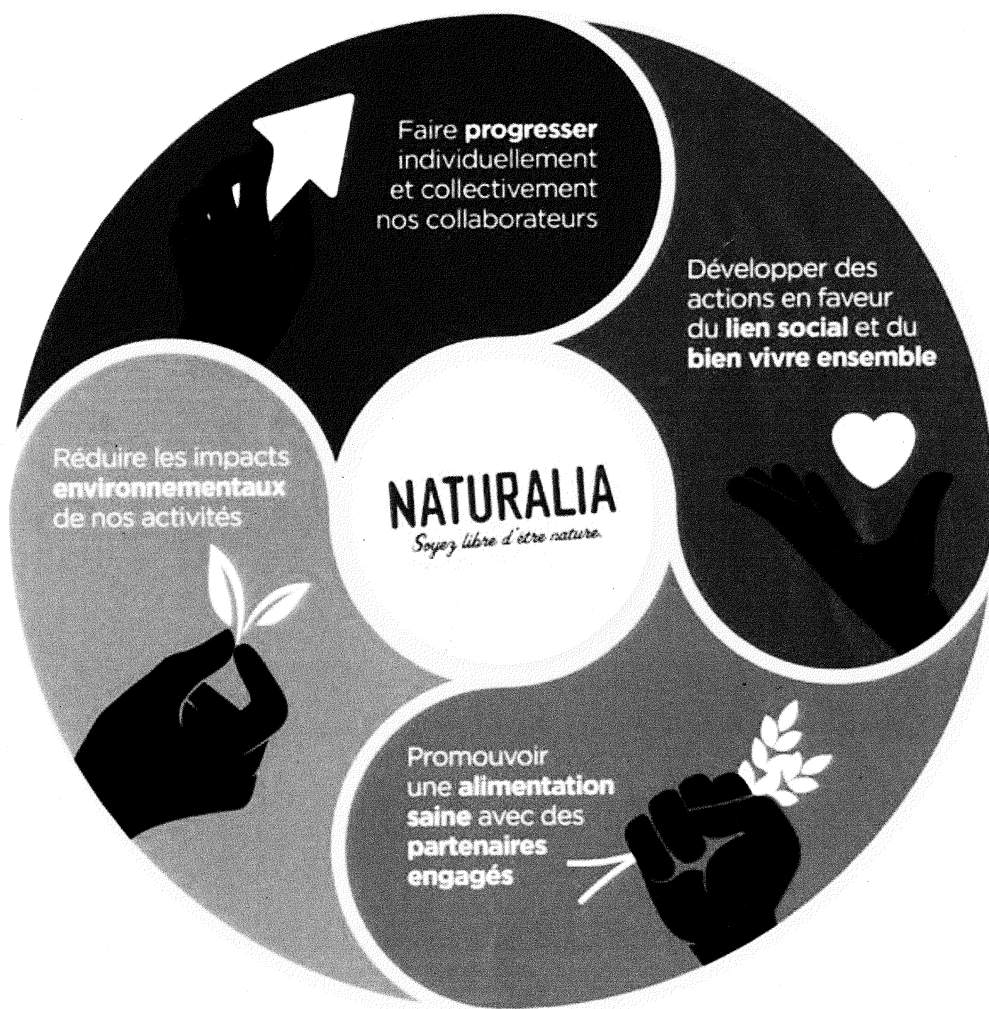 Faire progresser
individuellement
et collectivement
nos collaborateurs
Développer des
actions en faveur
du lien social et du
bien vivre ensemble
Réduire les impacts
environnementaux
de nos activités
NATURALIA
Soyez libre d'etre nature.
Promouvoir
une alimentation
saine avec des
partenaires
engagés